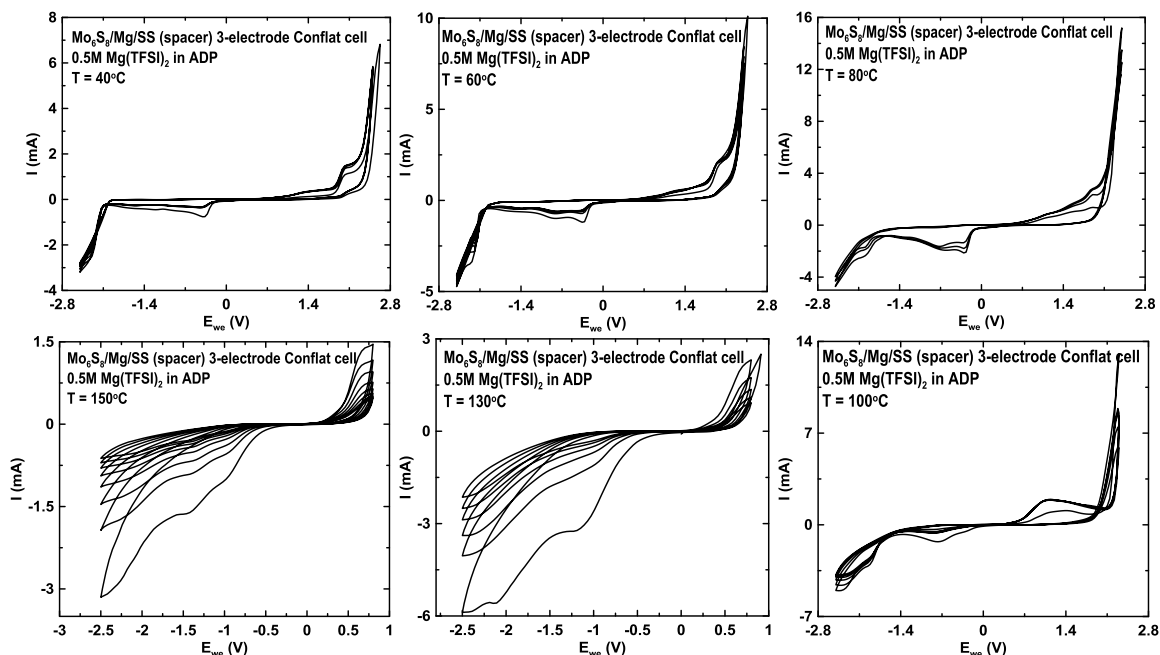 Mo₆S₈/Mg/SS (spacer) 3-electrode Conflat cell
0.5M Mg(TFSI)₂ in ADP
T = 40°C
I (mA)
8
6
4
2
0
-2
-4
-2.8
-1.4
0
1.4
2.8
E_we (V)
Mo₆S₈/Mg/SS (spacer) 3-electrode Conflat cell
0.5M Mg(TFSI)₂ in ADP
T = 60°C
I (mA)
10
5
0
-5
-2.8
-1.4
0
1.4
2.8
E_we (V)
Mo₆S₈/Mg/SS (spacer) 3-electrode Conflat cell
0.5M Mg(TFSI)₂ in ADP
T = 80°C
I (mA)
16
12
8
4
0
-4
-2.8
-1.4
0
1.4
2.8
E_we (V)
Mo₆S₈/Mg/SS (spacer) 3-electrode Conflat cell
0.5M Mg(TFSI)₂ in ADP
T = 150°C
I (mA)
1.5
0
-1.5
-3
-3
-2.5
-2
-1.5
-1
-0.5
0
0.5
1
E_we (V)
Mo₆S₈/Mg/SS (spacer) 3-electrode Conflat cell
0.5M Mg(TFSI)₂ in ADP
T = 130°C
I (mA)
3
0
-3
-6
-2.5
-2
-1.5
-1
-0.5
0
0.5
1
E_we (V)
Mo₆S₈/Mg/SS (spacer) 3-electrode Conflat cell
0.5M Mg(TFSI)₂ in ADP
T = 100°C
I (mA)
14
7
0
-7
-2.8
-1.4
0
1.4
2.8
E_we (V)